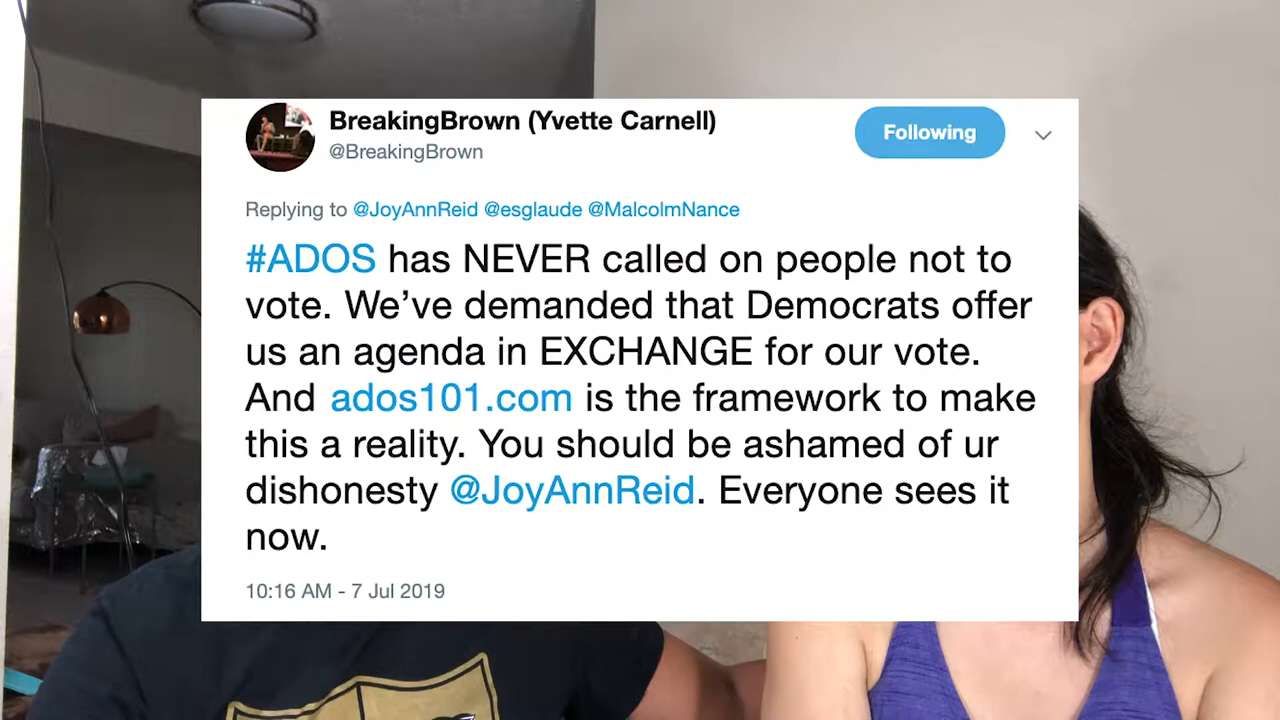 BreakingBrown (Yvette Carnell)
@BreakingBrown
Following
Replying to @JoyAnnReid @esglaude @MalcolmNance
#ADOS has NEVER called on people not to
vote. We’ve demanded that Democrats offer
us an agenda in EXCHANGE for our vote.
And ados101.com is the framework to make
this a reality. You should be ashamed of ur
dishonesty @JoyAnnReid. Everyone sees it
now.
10:16 AM - 7 Jul 2019